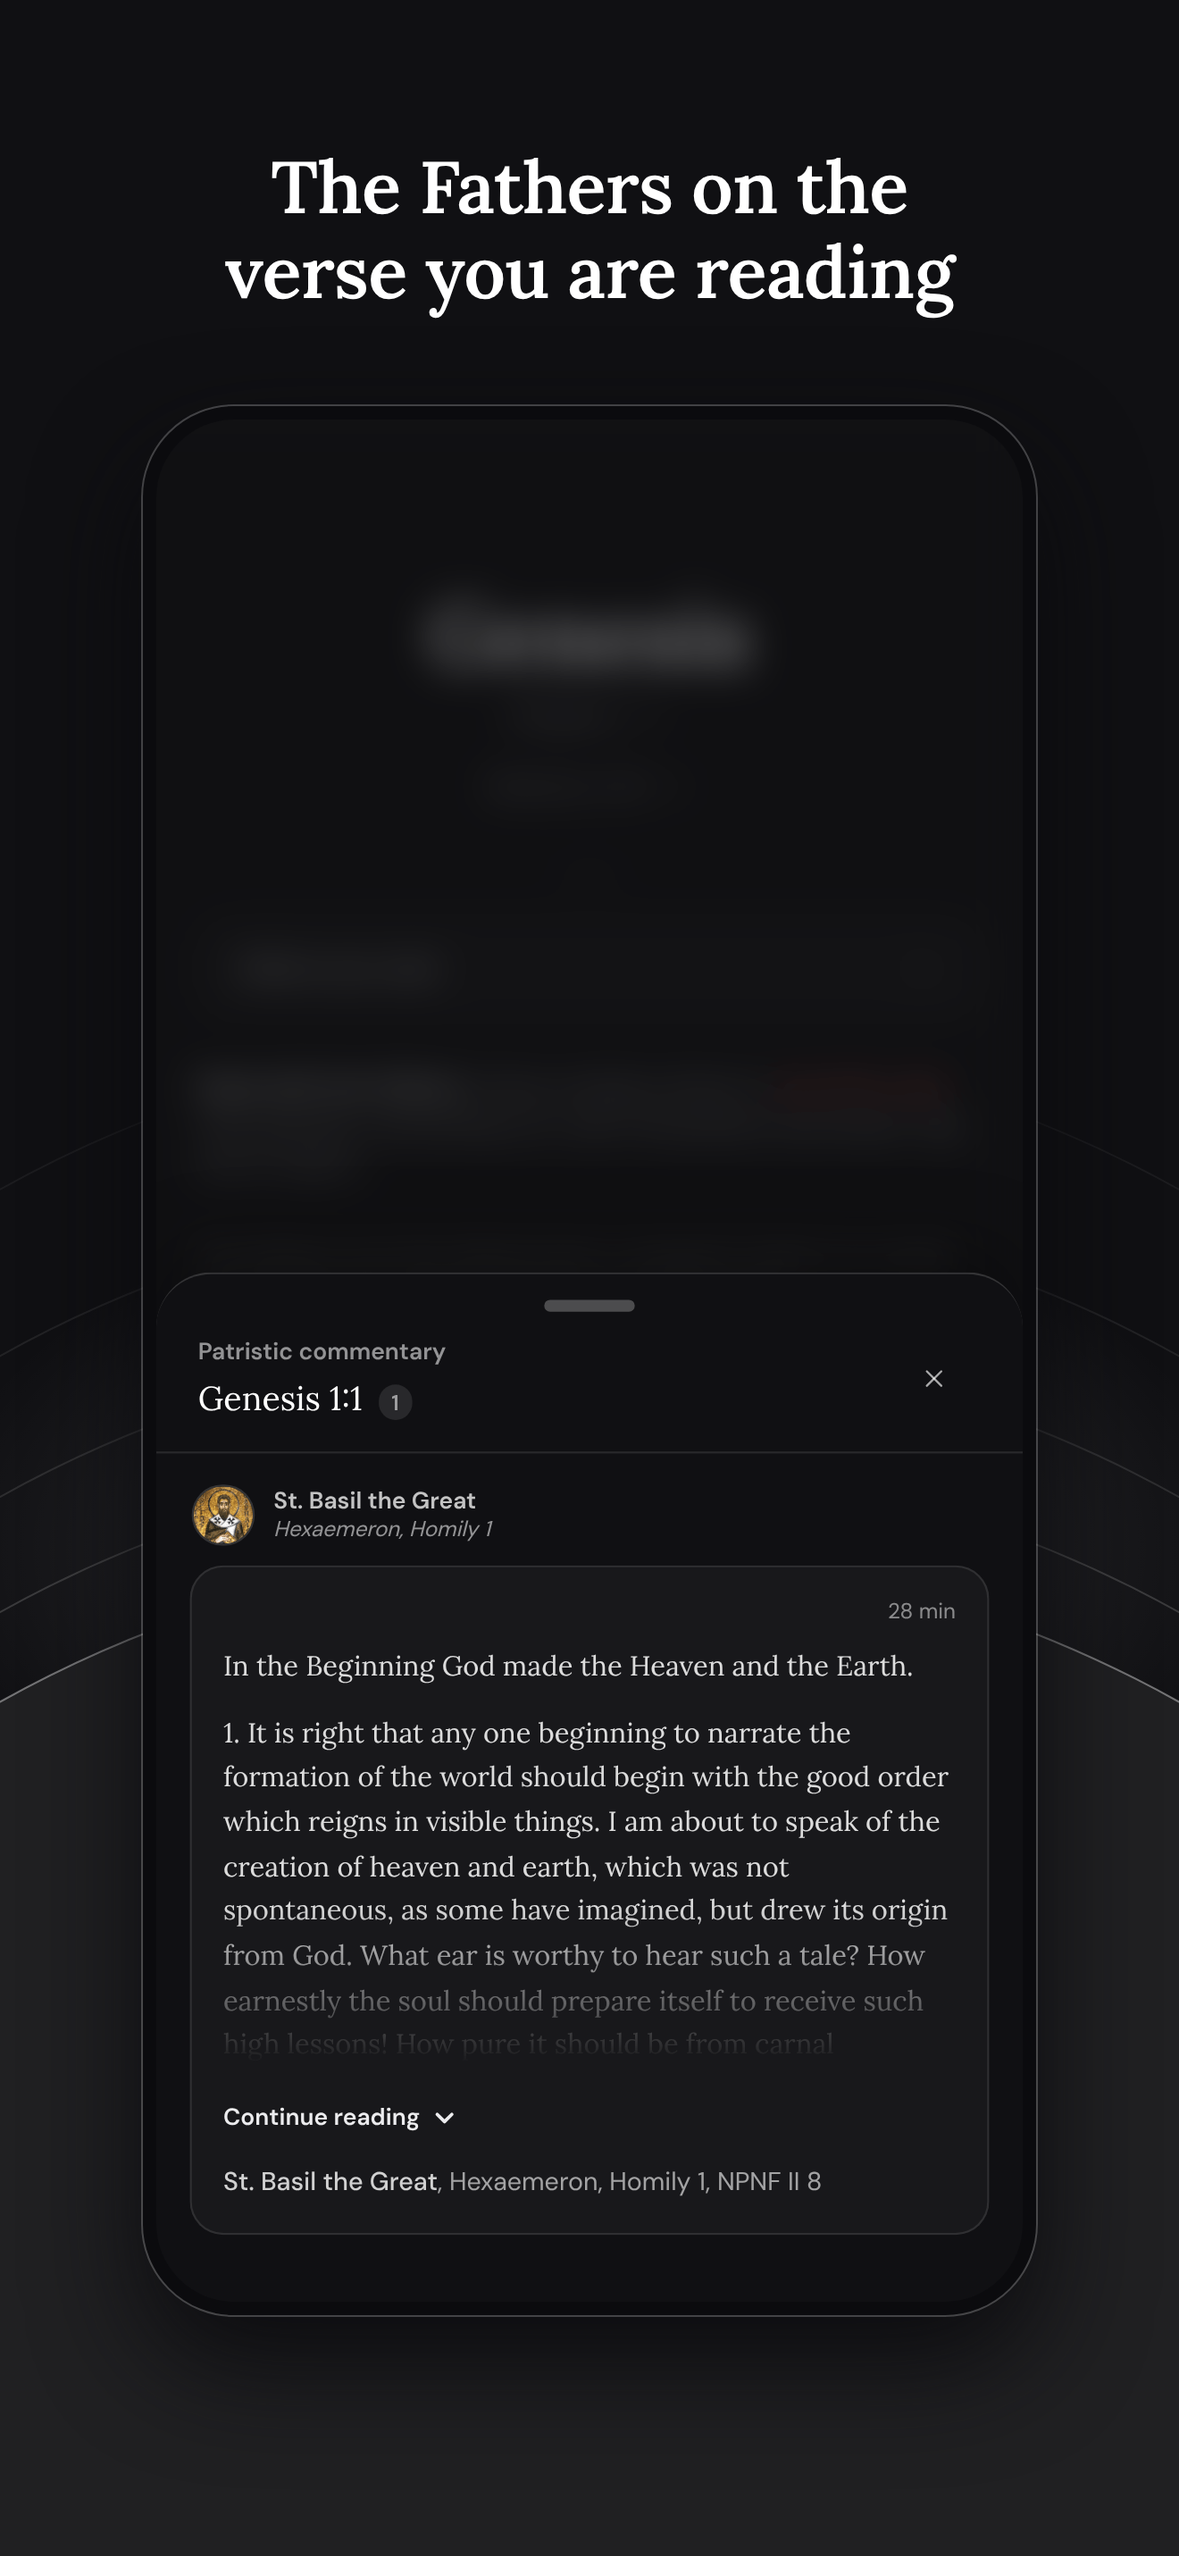 The Fathers on the
verse you are reading
Genesis
Patristic commentary
Genesis 1:1 1
St. Basil the Great
Hexaemeron, Homily 1
28 min
In the Beginning God made the Heaven and the Earth.
1. It is right that any one beginning to narrate the
formation of the world should begin with the good order
which reigns in visible things. I am about to speak of the
creation of heaven and earth, which was not
spontaneous, as some have imagined, but drew its origin
from God. What ear is worthy to hear such a tale? How
earnestly the soul should prepare itself to receive such
high lessons! How pure it should be from carnal
Continue reading
St. Basil the Great, Hexaemeron, Homily 1, NPNF II 8